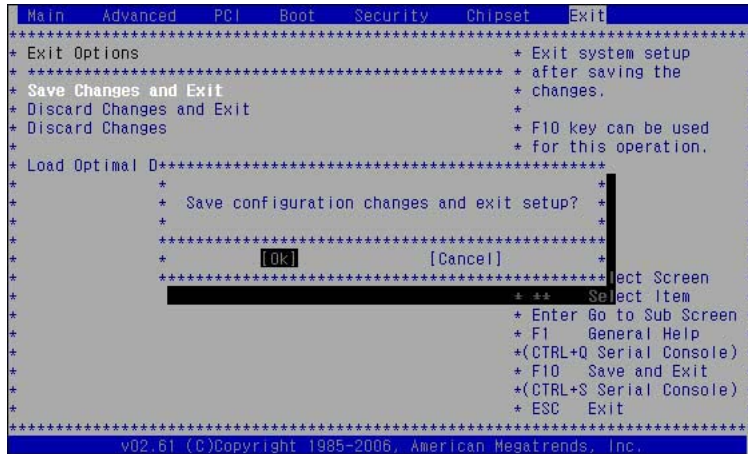 Main Advanced PCI Boot Security Chipset Exit
********************************************************************************
* Exit Options * Exit system setup
* *************************************************** * after saving the
* Save Changes and Exit * changes.
* Discard Changes and Exit *
* Discard Changes * F10 key can be used
* * for this operation.
* Load Optimal D************************************************
* * *
* * Save configuration changes and exit setup? *
* * *
* ************************************************
* * [Ok] [Cancel] *
* ************************************************lect Screen
* * ** Select Item
* * Enter Go to Sub Screen
* * F1 General Help
* *(CTRL+Q Serial Console)
* * F10 Save and Exit
* *(CTRL+S Serial Console)
* * ESC Exit
********************************************************************************
v02.61 (C)Copyright 1985-2006, American Megatrends, Inc.